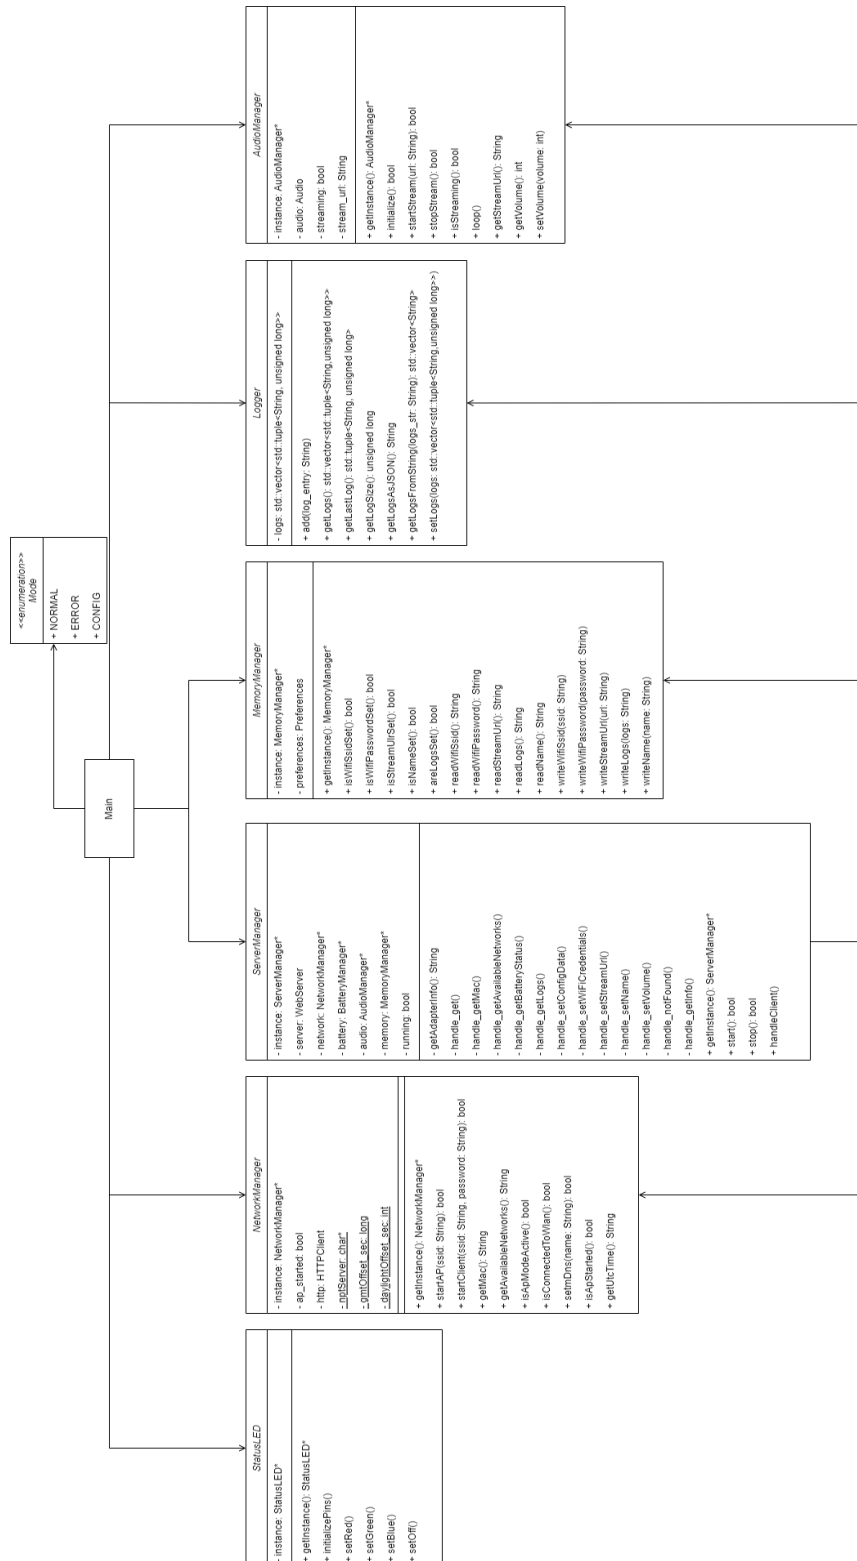 <<enumeration>>
Mode
+ NORMAL
+ ERROR
+ CONFIG
Main
StatusLED
- instance: StatusLED*
+ getInstance(): StatusLED*
+ initializePins()
+ setRed()
+ setGreen()
+ setBlue()
+ setOff()
NetworkManager
- instance: NetworkManager*
- ap_started: bool
- http: HTTPClient
- nptServer: char*
- gmtOffset_sec: long
- daylightOffset_sec: int
+ getInstance(): NetworkManager*
+ startAP(ssid: String): bool
+ startClient(ssid: String, password: String): bool
+ getMac(): String
+ getAvailableNetworks(): String
+ isApModeActive(): bool
+ isConnectedToWlan(): bool
+ setmDns(name: String): bool
+ isApStarted(): bool
+ getUtcTime(): String
ServerManager
- instance: ServerManager*
- server: WebServer
- network: NetworkManager*
- battery: BatteryManager*
- audio: AudioManager*
- memory: MemoryManager*
- running: bool
- getAdapterInfo(): String
- handle_get()
- handle_getMac()
- handle_getAvailableNetworks()
- handle_getBatteryStatus()
- handle_getLogs()
- handle_setConfigData()
- handle_setWiFiCredentials()
- handle_setStreamUrl()
- handle_setName()
- handle_setVolume()
- handle_notFound()
- handle_getInfo()
+ getInstance(): ServerManager*
+ start(): bool
+ stop(): bool
+ handleClient()
MemoryManager
- instance: MemoryManager*
- preferences: Preferences
+ getInstance(): MemoryManager*
+ isWifiSsidSet(): bool
+ isWifiPasswordSet(): bool
+ isStreamUlrSet(): bool
+ isNameSet(): bool
+ areLogsSet(): bool
+ readWifiSsid(): String
+ readWifiPassword(): String
+ readStreamUrl(): String
+ readLogs(): String
+ readName(): String
+ writeWifiSsid(ssid: String)
+ writeWifiPassword(password: String)
+ writeStreamUrl(url: String)
+ writeLogs(logs: String)
+ writeName(name: String)
Logger
- logs: std::vector<std::tuple<String, unsigned long>>
+ add(log_entry: String)
+ getLogs(): std::vector<std::tuple<String,unsigned long>>
+ getLastLog(): std::tuple<String, unsigned long>
+ getLogSize(): unsigned long
+ getLogsAsJSON(): String
+ getLogsFromString(logs_str: String): std::vector<String>
+ setLogs(logs: std::vector<std::tuple<String,unsigned long>>)
AudioManager
- instance: AudioManager*
- audio: Audio
- streaming: bool
- stream_url: String
+ getInstance(): AudioManager*
+ initialize(): bool
+ startStream(url: String): bool
+ stopStream(): bool
+ isStreaming(): bool
+ loop()
+ getStreamUrl(): String
+ getVolume(): int
+ setVolume(volume: int)